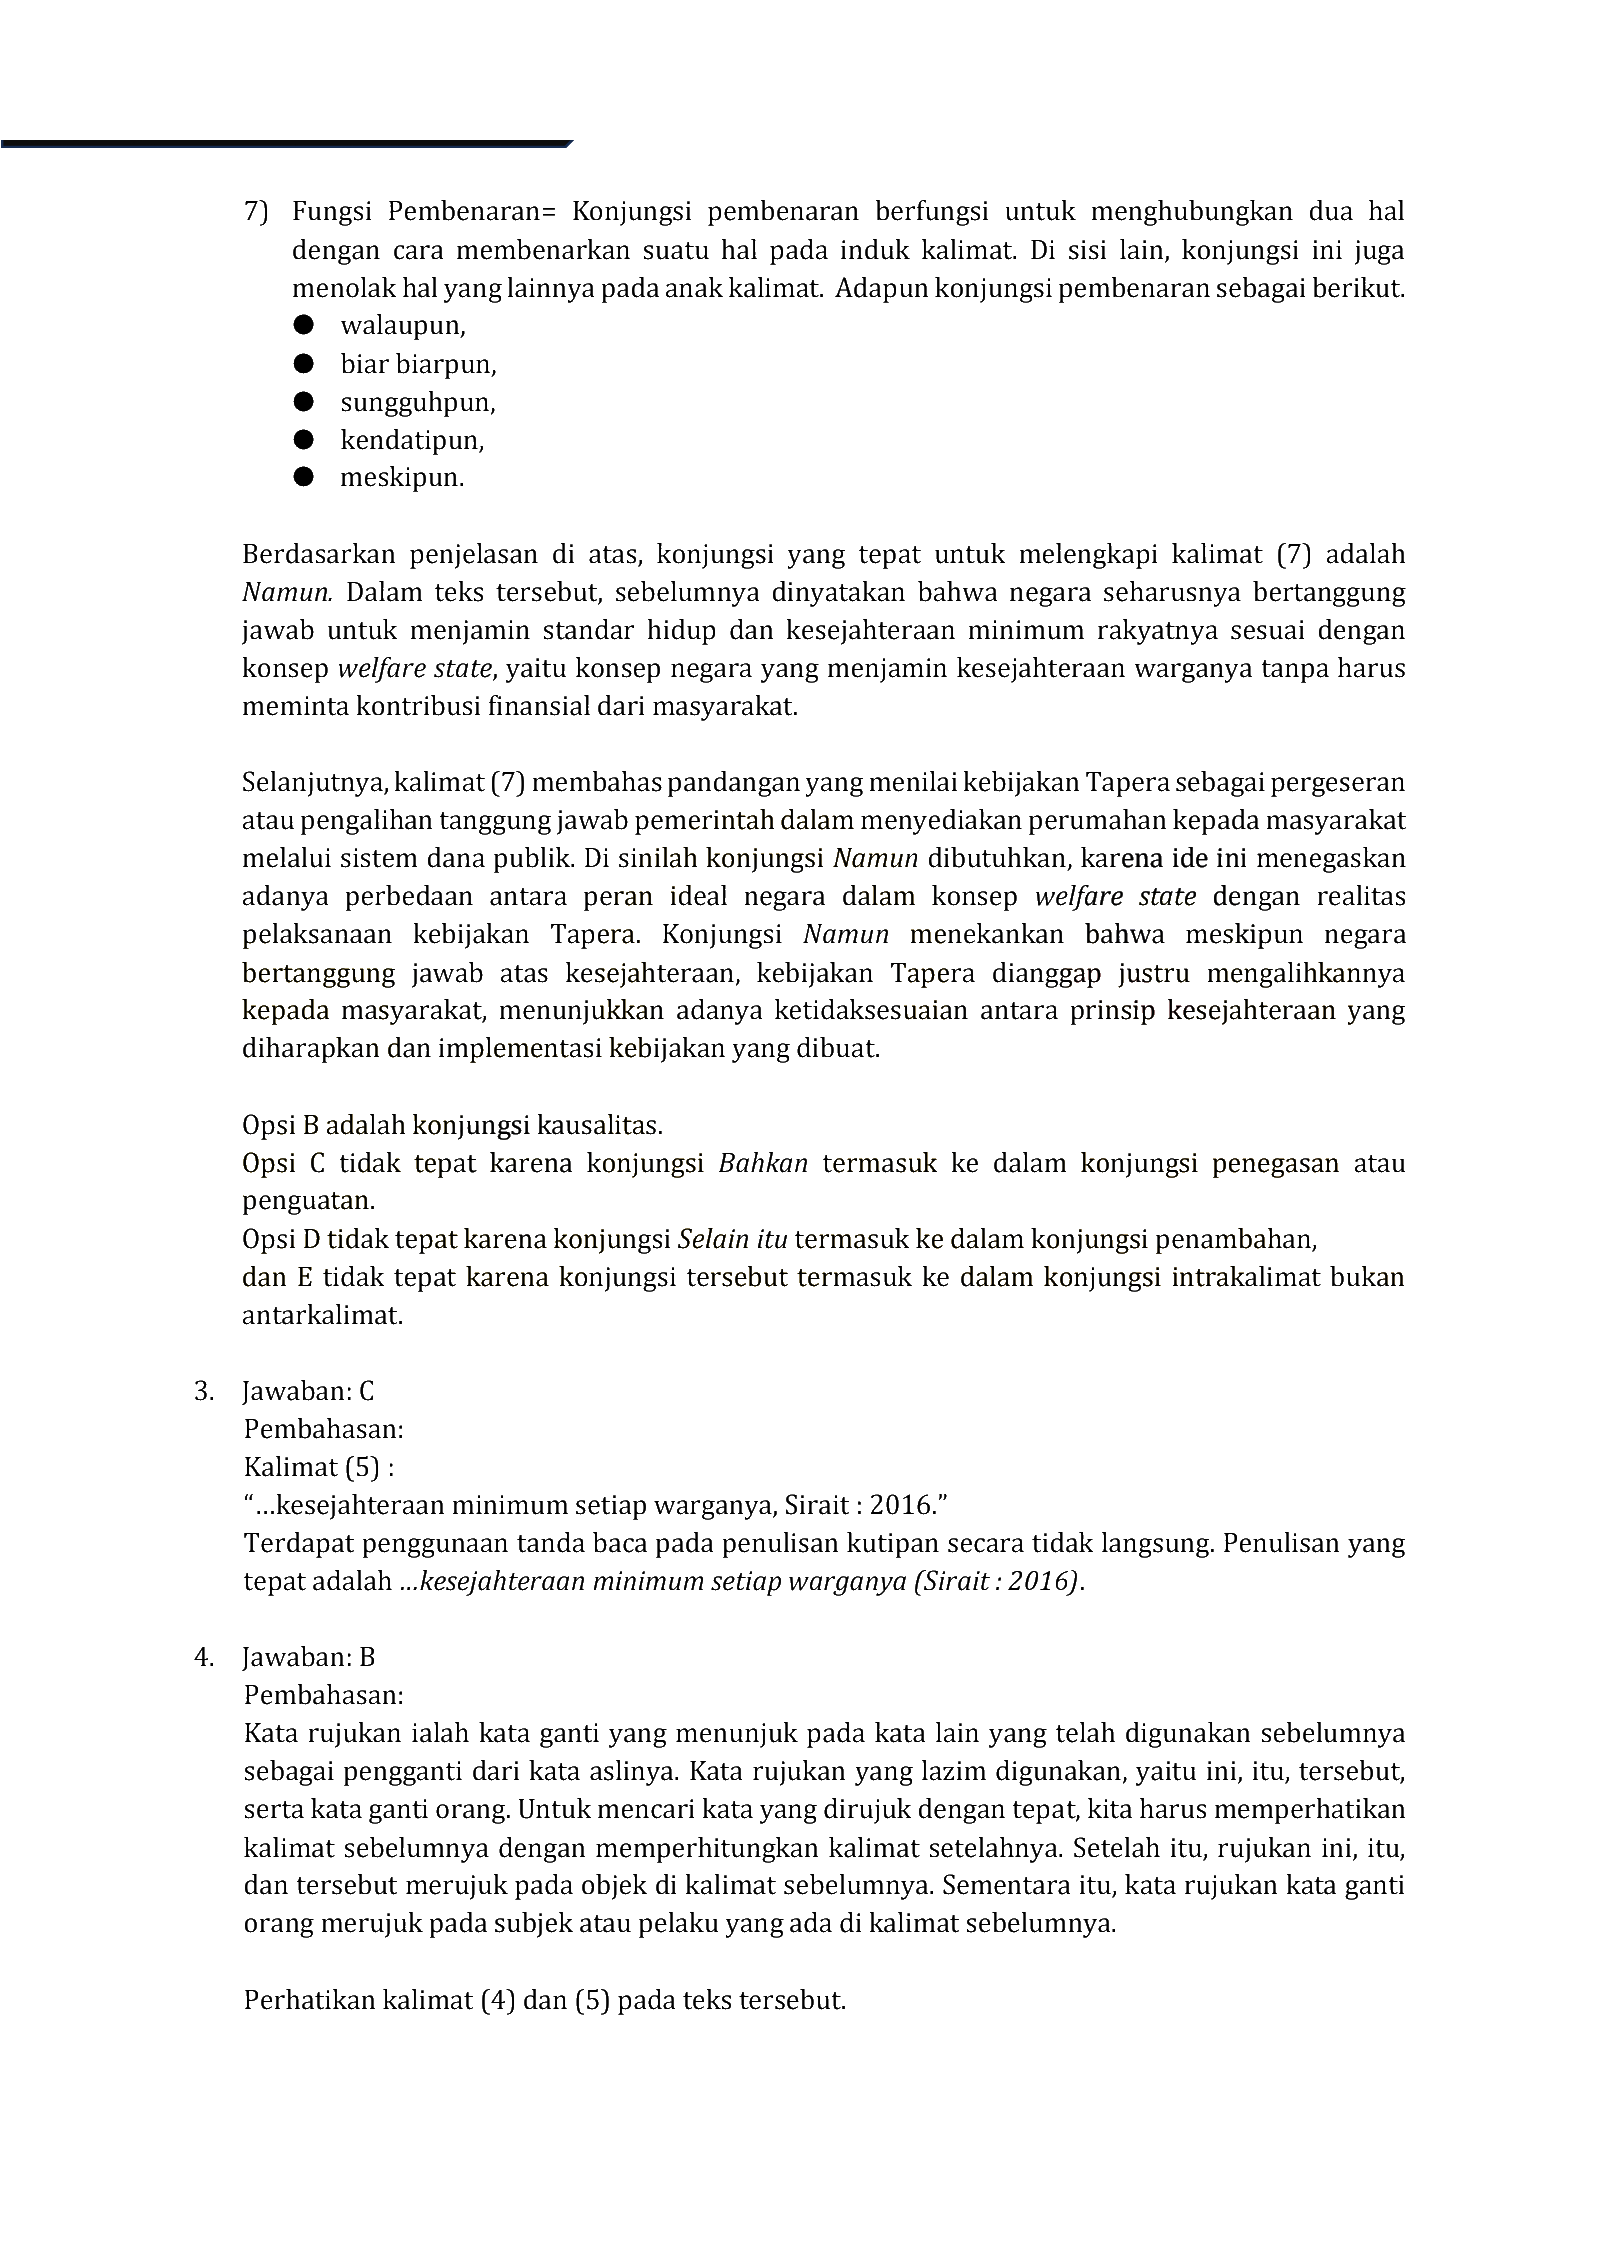 7) Fungsi Pembenaran= Konjungsi pembenaran berfungsi untuk menghubungkan dua hal
dengan cara membenarkan suatu hal pada induk kalimat. Di sisi lain, konjungsi ini juga
menolak hal yang lainnya pada anak kalimat. Adapun konjungsi pembenaran sebagai berikut.
● walaupun,
● biar biarpun,
● sungguhpun,
● kendatipun,
● meskipun.
Berdasarkan penjelasan di atas, konjungsi yang tepat untuk melengkapi kalimat (7) adalah
Namun. Dalam teks tersebut, sebelumnya dinyatakan bahwa negara seharusnya bertanggung
jawab untuk menjamin standar hidup dan kesejahteraan minimum rakyatnya sesuai dengan
konsep welfare state, yaitu konsep negara yang menjamin kesejahteraan warganya tanpa harus
meminta kontribusi finansial dari masyarakat.
Selanjutnya, kalimat (7) membahas pandangan yang menilai kebijakan Tapera sebagai pergeseran
atau pengalihan tanggung jawab pemerintah dalam menyediakan perumahan kepada masyarakat
melalui sistem dana publik. Di sinilah konjungsi Namun dibutuhkan, karena ide ini menegaskan
adanya perbedaan antara peran ideal negara dalam konsep welfare state dengan realitas
pelaksanaan kebijakan Tapera. Konjungsi Namun menekankan bahwa meskipun negara
bertanggung jawab atas kesejahteraan, kebijakan Tapera dianggap justru mengalihkannya
kepada masyarakat, menunjukkan adanya ketidaksesuaian antara prinsip kesejahteraan yang
diharapkan dan implementasi kebijakan yang dibuat.
Opsi B adalah konjungsi kausalitas.
Opsi C tidak tepat karena konjungsi Bahkan termasuk ke dalam konjungsi penegasan atau
penguatan.
Opsi D tidak tepat karena konjungsi Selain itu termasuk ke dalam konjungsi penambahan,
dan E tidak tepat karena konjungsi tersebut termasuk ke dalam konjungsi intrakalimat bukan
antarkalimat.
3. Jawaban: C
Pembahasan:
Kalimat (5) :
“…kesejahteraan minimum setiap warganya, Sirait : 2016.”
Terdapat penggunaan tanda baca pada penulisan kutipan secara tidak langsung. Penulisan yang
tepat adalah …kesejahteraan minimum setiap warganya (Sirait : 2016).
4. Jawaban: B
Pembahasan:
Kata rujukan ialah kata ganti yang menunjuk pada kata lain yang telah digunakan sebelumnya
sebagai pengganti dari kata aslinya. Kata rujukan yang lazim digunakan, yaitu ini, itu, tersebut,
serta kata ganti orang. Untuk mencari kata yang dirujuk dengan tepat, kita harus memperhatikan
kalimat sebelumnya dengan memperhitungkan kalimat setelahnya. Setelah itu, rujukan ini, itu,
dan tersebut merujuk pada objek di kalimat sebelumnya. Sementara itu, kata rujukan kata ganti
orang merujuk pada subjek atau pelaku yang ada di kalimat sebelumnya.
Perhatikan kalimat (4) dan (5) pada teks tersebut.